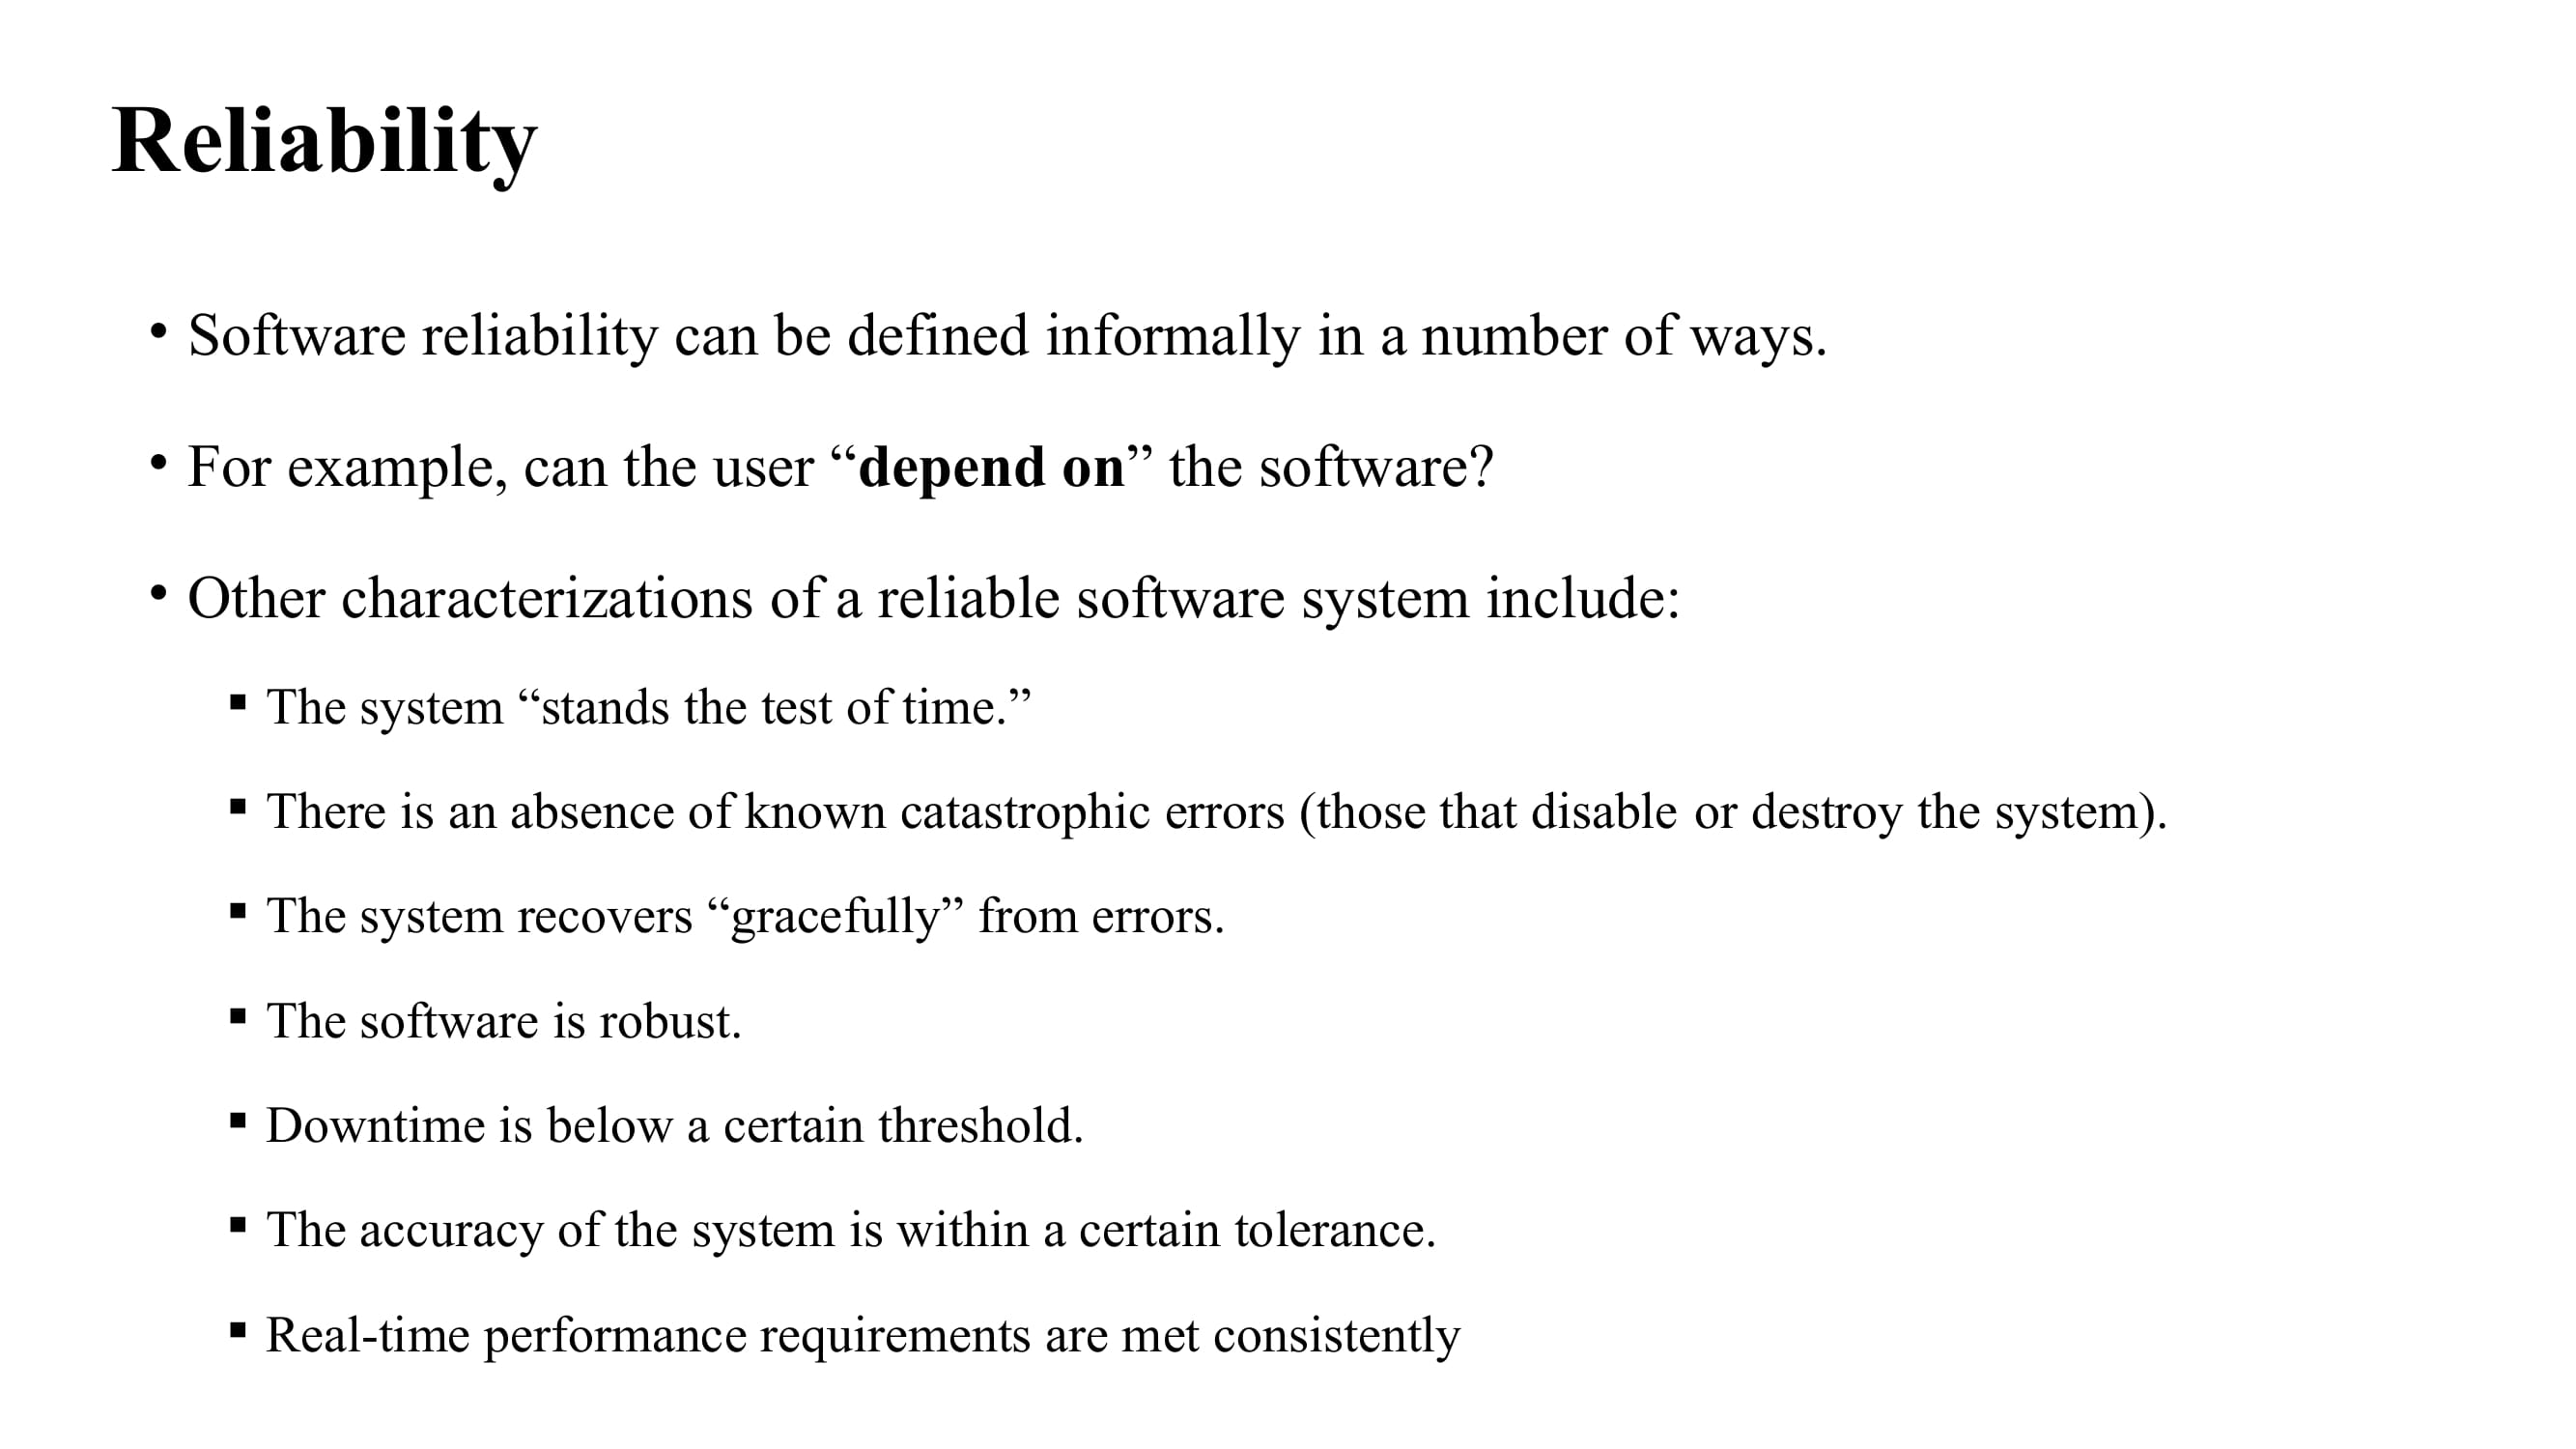 Reliability
• Software reliability can be defined informally in a number of ways.
• For example, can the user “depend on” the software?
• Other characterizations of a reliable software system include:
▪ The system “stands the test of time.”
▪ There is an absence of known catastrophic errors (those that disable or destroy the system).
▪ The system recovers “gracefully” from errors.
▪ The software is robust.
▪ Downtime is below a certain threshold.
▪ The accuracy of the system is within a certain tolerance.
▪ Real-time performance requirements are met consistently